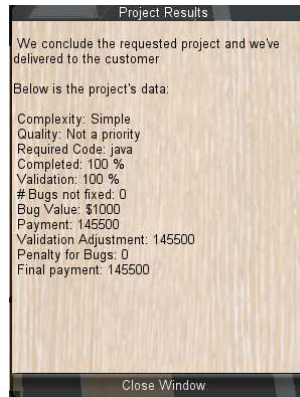 Project Results
We conclude the requested project and we've
delivered to the customer
Below is the project's data:
Complexity: Simple
Quality: Not a priority
Required Code: java
Completed: 100 %
Validation: 100 %
# Bugs not fixed: 0
Bug Value: $1000
Payment: 145500
Validation Adjustment: 145500
Penalty for Bugs: 0
Final payment: 145500
Close Window